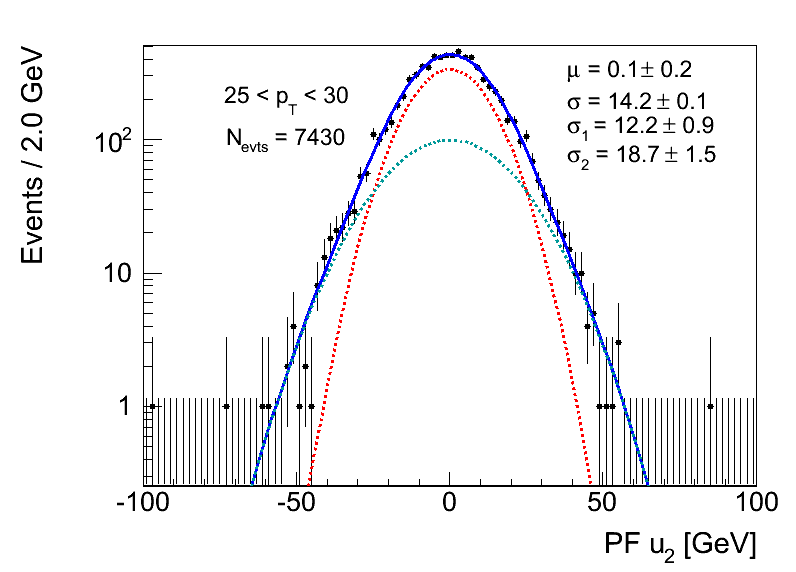 Events / 2.0 GeV
25 < p_T < 30
N_evts = 7430
μ = 0.1 ± 0.2
σ = 14.2 ± 0.1
σ_1 = 12.2 ± 0.9
σ_2 = 18.7 ± 1.5
10^2
10
1
-100 -50 0 50 100
PF u_2 [GeV]